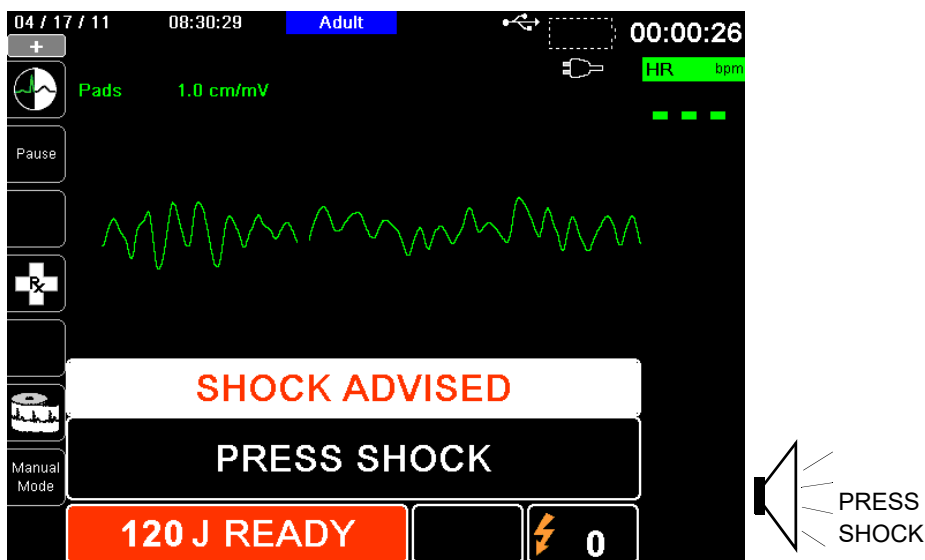 04 / 17 / 11 08:30:29 Adult 00:00:26
+
HR bpm
Pads 1.0 cm/mV
- - -
Pause
Rx
SHOCK ADVISED
PRESS SHOCK
Manual
Mode
120 J READY 0
PRESS
SHOCK